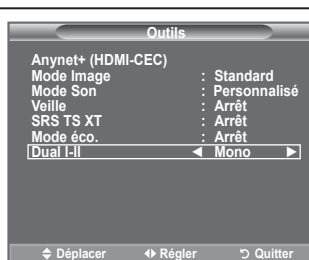 Outils
Anynet+ (HDMI-CEC)
Mode Image : Standard
Mode Son : Personnalisé
Veille : Arrêt
SRS TS XT : Arrêt
Mode éco. : Arrêt
Dual I-II ◄ Mono ►
Déplacer Régler Quitter